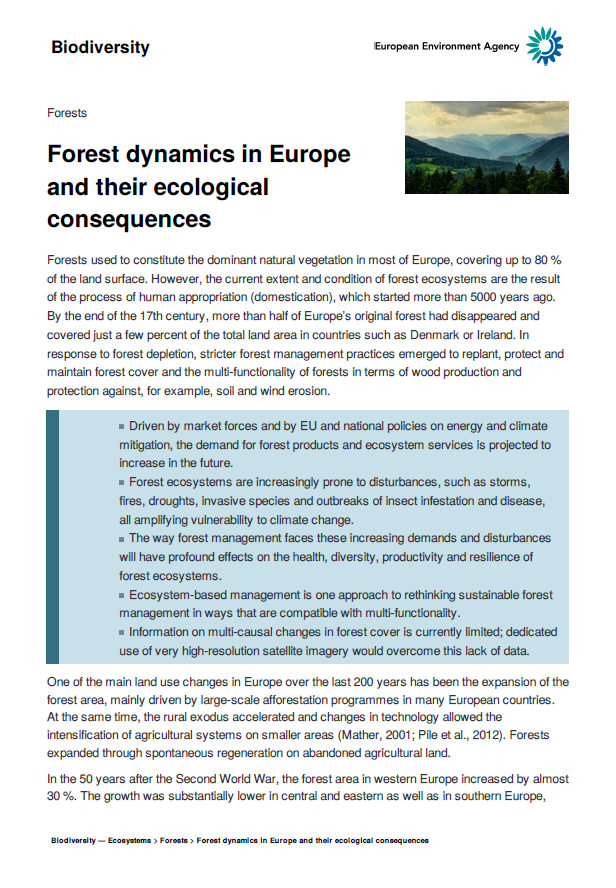 Biodiversity
European Environment Agency
Forests
Forest dynamics in Europe
and their ecological
consequences
Forests used to constitute the dominant natural vegetation in most of Europe, covering up to 80 %
of the land surface. However, the current extent and condition of forest ecosystems are the result
of the process of human appropriation (domestication), which started more than 5000 years ago.
By the end of the 17th century, more than half of Europe's original forest had disappeared and
covered just a few percent of the total land area in countries such as Denmark or Ireland. In
response to forest depletion, stricter forest management practices emerged to replant, protect and
maintain forest cover and the multi-functionality of forests in terms of wood production and
protection against, for example, soil and wind erosion.
▪ Driven by market forces and by EU and national policies on energy and climate
mitigation, the demand for forest products and ecosystem services is projected to
increase in the future.
▪ Forest ecosystems are increasingly prone to disturbances, such as storms,
fires, droughts, invasive species and outbreaks of insect infestation and disease,
all amplifying vulnerability to climate change.
▪ The way forest management faces these increasing demands and disturbances
will have profound effects on the health, diversity, productivity and resilience of
forest ecosystems.
▪ Ecosystem-based management is one approach to rethinking sustainable forest
management in ways that are compatible with multi-functionality.
▪ Information on multi-causal changes in forest cover is currently limited; dedicated
use of very high-resolution satellite imagery would overcome this lack of data.
One of the main land use changes in Europe over the last 200 years has been the expansion of the
forest area, mainly driven by large-scale afforestation programmes in many European countries.
At the same time, the rural exodus accelerated and changes in technology allowed the
intensification of agricultural systems on smaller areas (Mather, 2001; Pile et al., 2012). Forests
expanded through spontaneous regeneration on abandoned agricultural land.
In the 50 years after the Second World War, the forest area in western Europe increased by almost
30 %. The growth was substantially lower in central and eastern as well as in southern Europe,
Biodiversity — Ecosystems > Forests > Forest dynamics in Europe and their ecological consequences